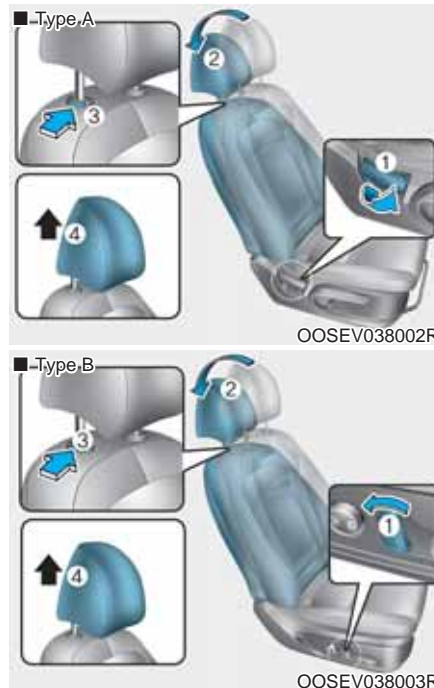 ■ Type A
②
③
①
④
OOSEV038002R
■ Type B
②
③
①
④
OOSEV038003R